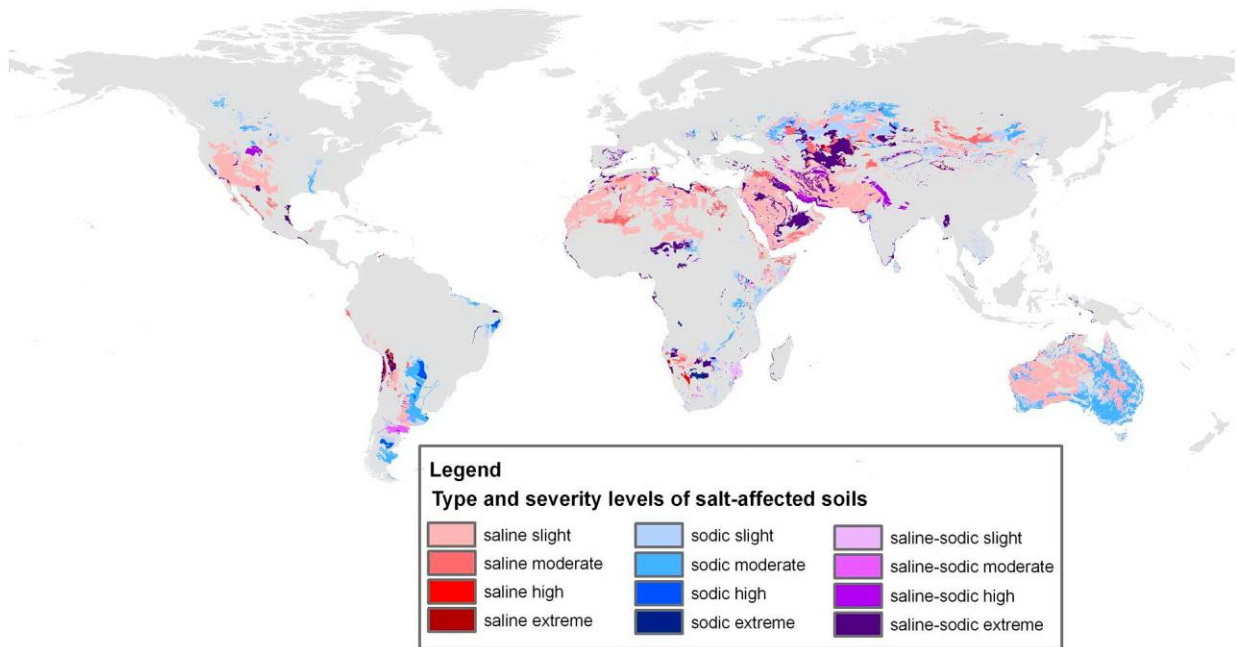 Legend
Type and severity levels of salt-affected soils
saline slight
saline moderate
saline high
saline extreme
sodic slight
sodic moderate
sodic high
sodic extreme
saline-sodic slight
saline-sodic moderate
saline-sodic high
saline-sodic extreme